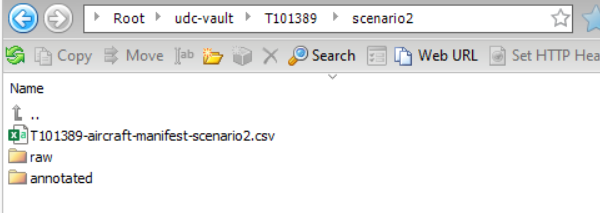 Root udc-vault T101389 scenario2
Copy Move Search Web URL Set HTTP Hea
Name
..
T101389-aircraft-manifest-scenario2.csv
raw
annotated